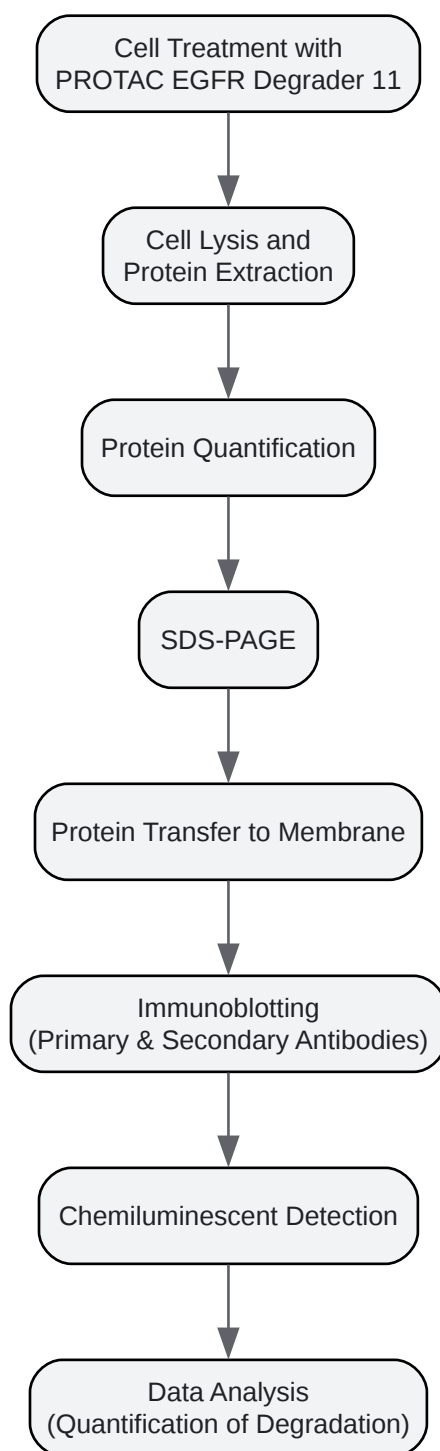 Cell Treatment with
PROTAC EGFR Degrader 11
Cell Lysis and
Protein Extraction
Protein Quantification
SDS-PAGE
Protein Transfer to Membrane
Immunoblotting
(Primary & Secondary Antibodies)
Chemiluminescent Detection
Data Analysis
(Quantification of Degradation)